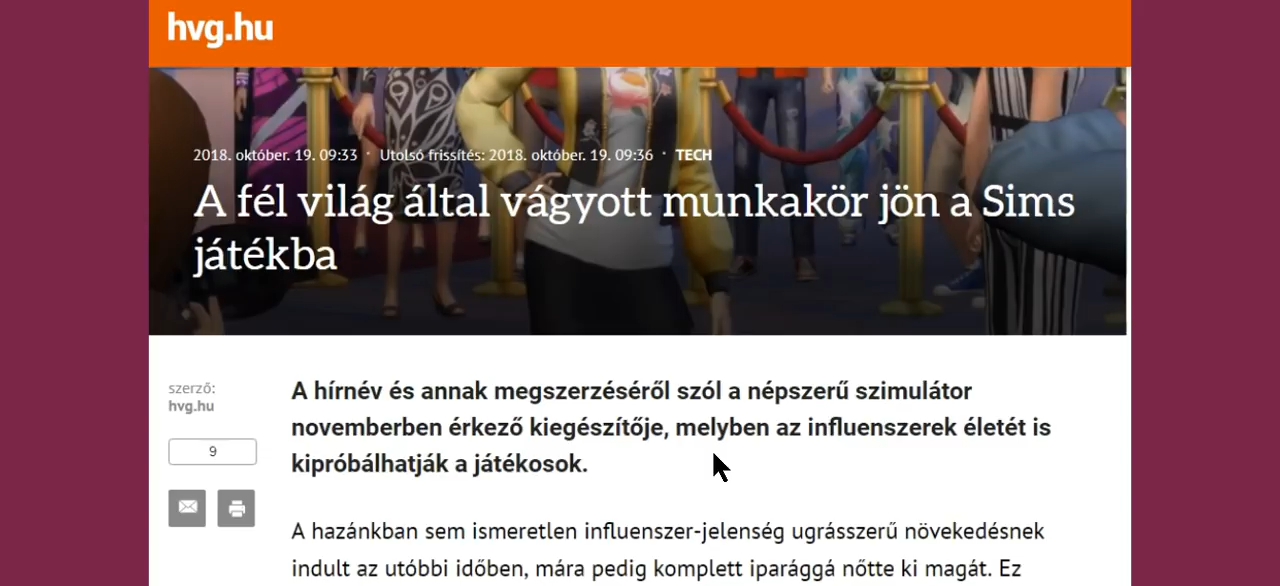 hvg.hu
2018. október. 19. 09:33 · Utolsó frissítés: 2018. október. 19. 09:36 · TECH
A fél világ által vágyott munkakör jön a Sims
játékba
szerző:
hvg.hu
9
A hírnév és annak megszerzéséről szól a népszerű szimulátor
novemberben érkező kiegészítője, melyben az influenszerek életét is
kipróbálhatják a játékosok.
A hazánkban sem ismeretlen influenszer-jelenség ugrásszerű növekedésnek
indult az utóbbi időben, mára pedig komplett iparággá nőtte ki magát. Ez